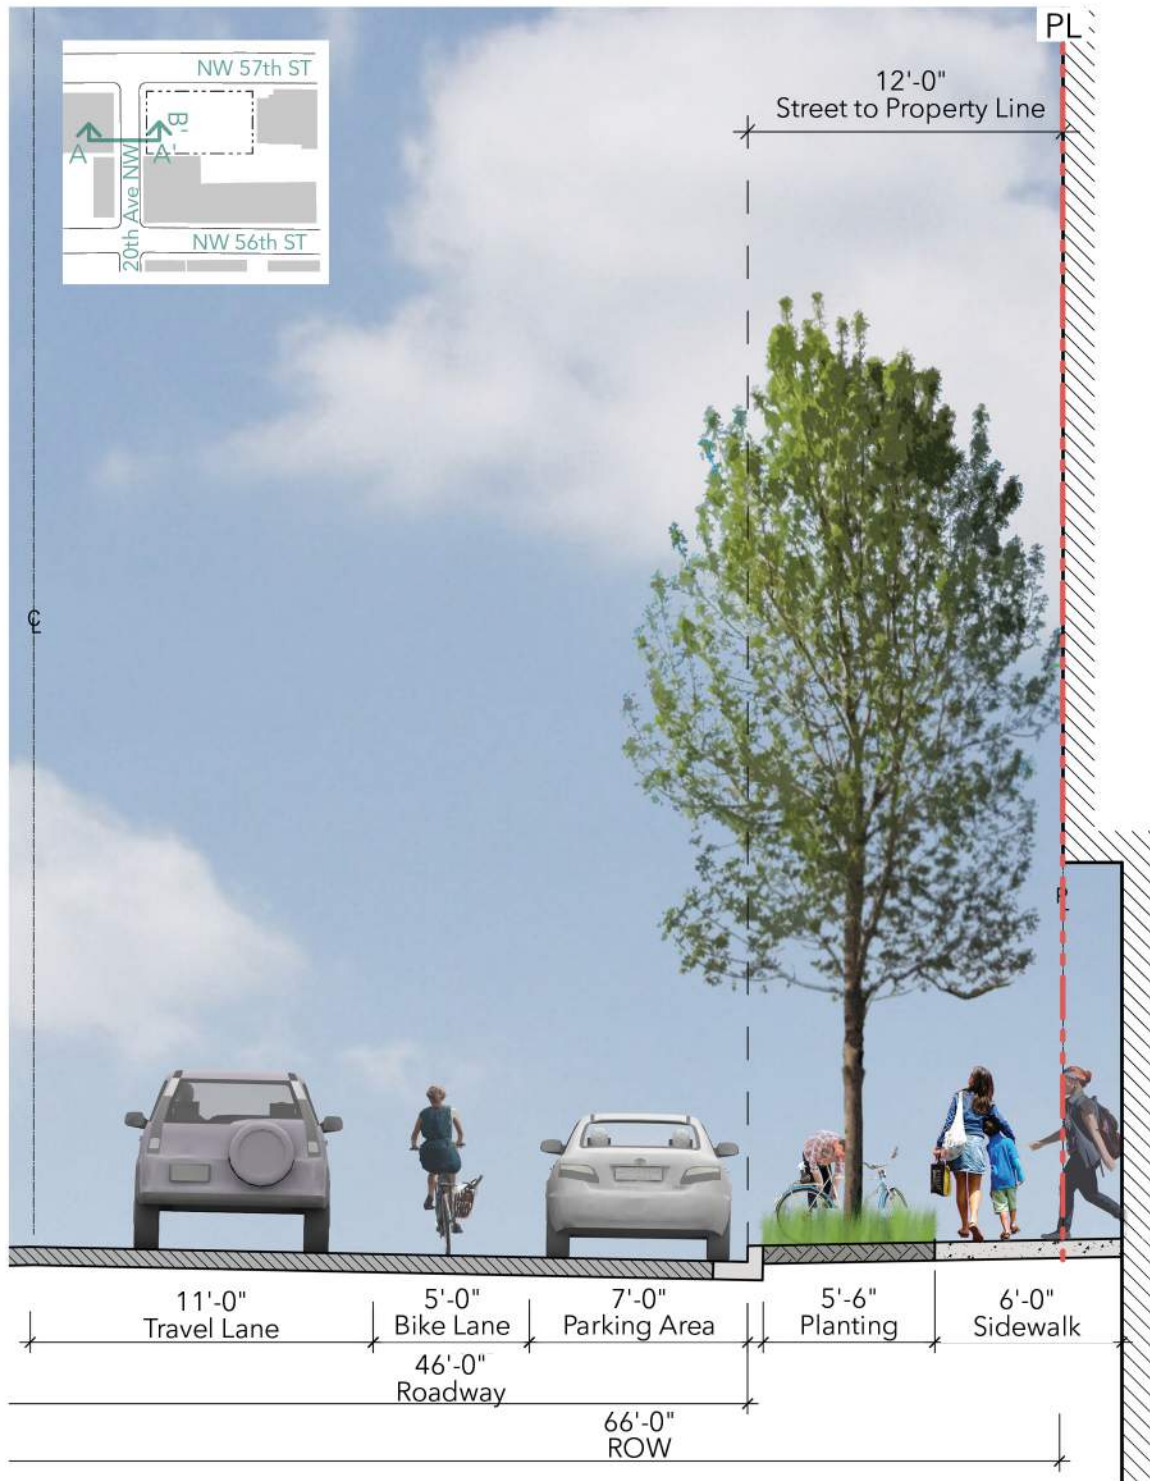 PL
12'-0"
Street to Property Line
NW 57th ST
B'
A
A'
20th Ave NW
NW 56th ST
℄
PL
11'-0"
Travel Lane
5'-0"
Bike Lane
7'-0"
Parking Area
5'-6"
Planting
6'-0"
Sidewalk
46'-0"
Roadway
66'-0"
ROW